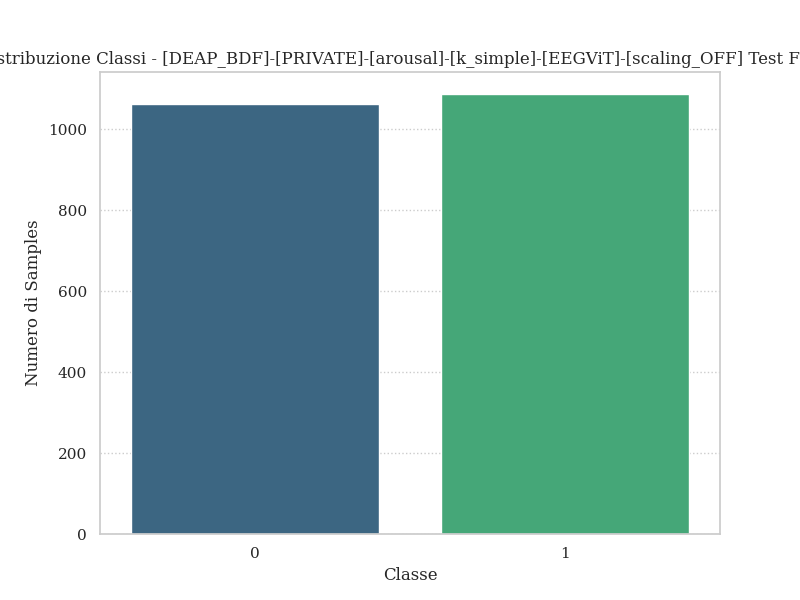 stribuzione Classi - [DEAP_BDF]-[PRIVATE]-[arousal]-[k_simple]-[EEGViT]-[scaling_OFF] Test F
1000
800
600
400
200
0
Numero di Samples
0 1
Classe